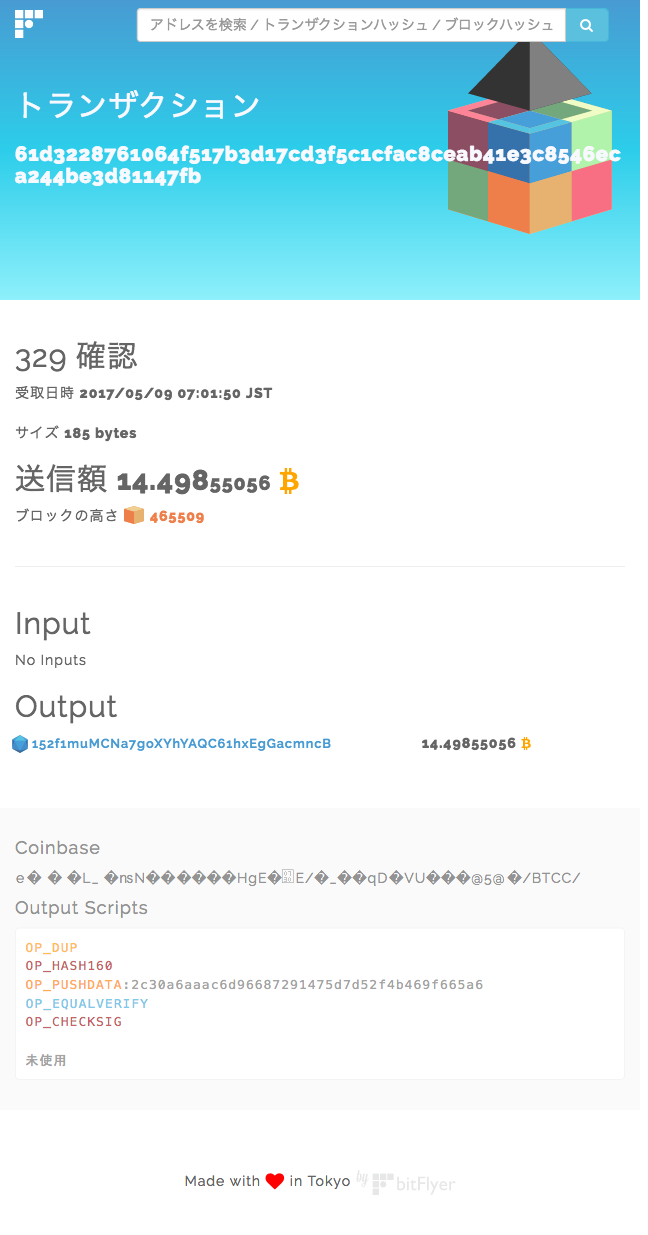 アドレスを検索 / トランザクションハッシュ / ブロックハッシュ
トランザクション
61d3228761064f517b3d17cd3f5c1cfac8ceab41e3c8546ec
a244be3d81147fb
329 確認
受取日時 2017/05/09 07:01:50 JST
サイズ 185 bytes
送信額 14.49855056
ブロックの高さ 465509
Input
No Inputs
Output
152f1muMCNa7goXYhYAQC61hxEgGacmncB 14.49855056
Coinbase
e� � �L_ �nsN������HgE�E/�_��qD�VU���@5@�/BTCC/
Output Scripts
OP_DUP
OP_HASH160
OP_PUSHDATA:2c30a6aaac6d96687291475d7d52f4b469f665a6
OP_EQUALVERIFY
OP_CHECKSIG
未使用
Made with ❤ in Tokyo by bitFlyer